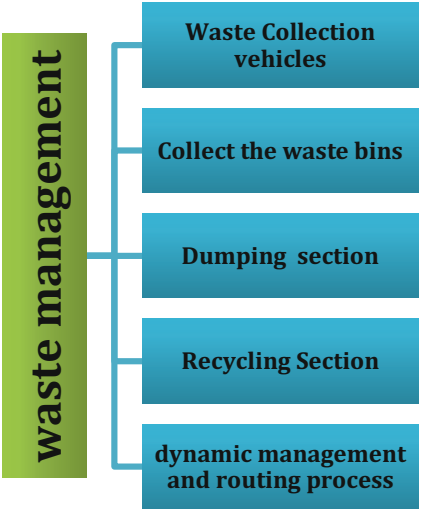 waste management
Waste Collection
vehicles
Collect the waste bins
Dumping section
Recycling Section
dynamic management
and routing process